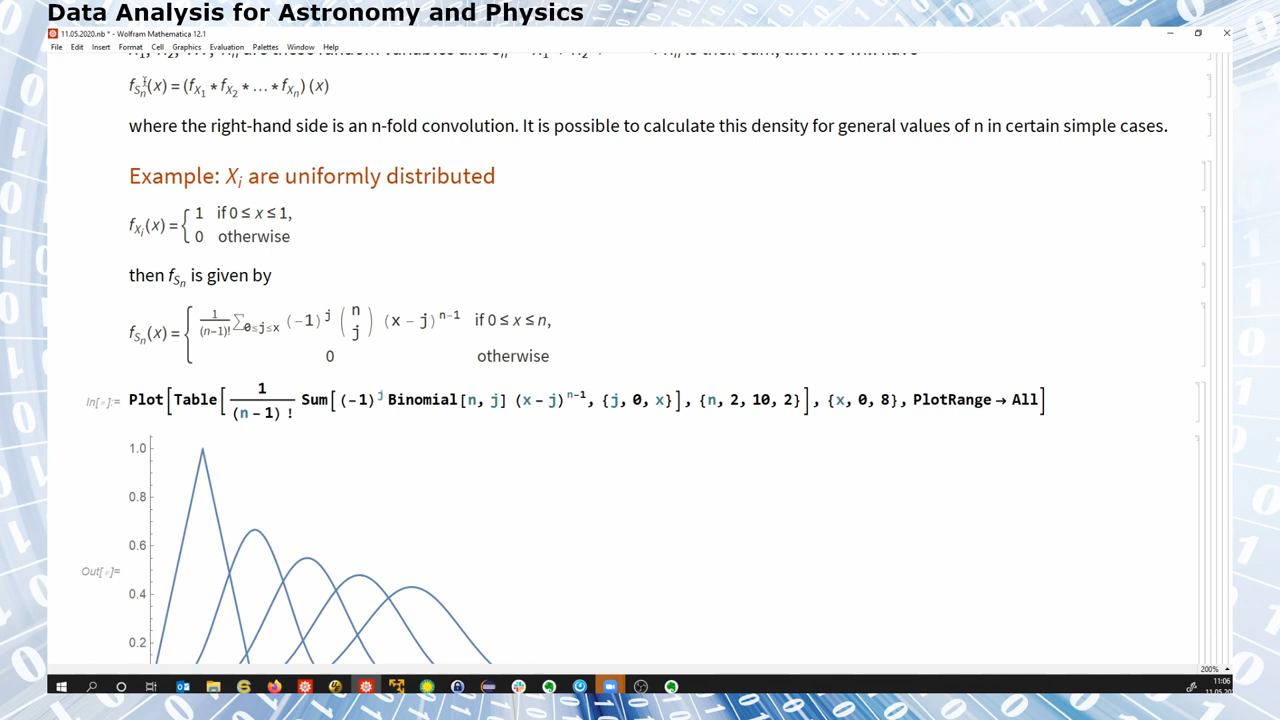 Data Analysis for Astronomy and Physics
11.05.2020.nb * - Wolfram Mathematica 12.1
File Edit Insert Format Cell Graphics Evaluation Palettes Window Help
f_{S_n}(x) = (f_{X_1} * f_{X_2} * … * f_{X_n}) (x)
where the right-hand side is an n-fold convolution. It is possible to calculate this density for general values of n in certain simple cases.
Example: X_i are uniformly distributed
f_{X_i}(x) = { 1 if 0 ≤ x ≤ 1,
0 otherwise
then f_{S_n} is given by
f_{S_n}(x) = { 1/(n-1)! ∑_{0≤j≤x} (-1)^j (n j) (x - j)^{n-1} if 0 ≤ x ≤ n,
0 otherwise
In[•]:= Plot[Table[1/(n - 1)! Sum[(-1)^j Binomial[n, j] (x - j)^{n-1}, {j, 0, x}], {n, 2, 10, 2}], {x, 0, 8}, PlotRange → All]
1.0
0.8
0.6
Out[•]=
0.4
0.2
200%
11:06